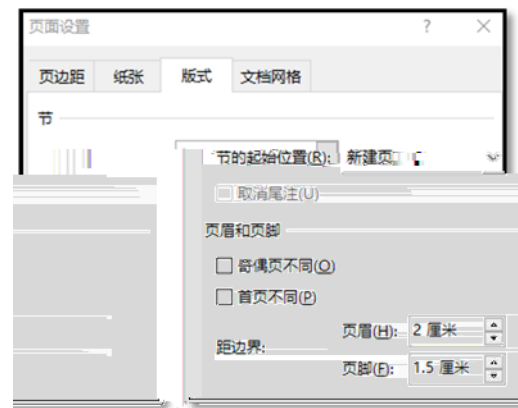 页面设置 ?
页边距 纸张 版式 文档网格
节
节的起始位置(R): 新建页
取消尾注(U)
页眉和页脚
奇偶页不同(O)
首页不同(P)
距边界: 页眉(H): 2 厘米
页脚(F): 1.5 厘米